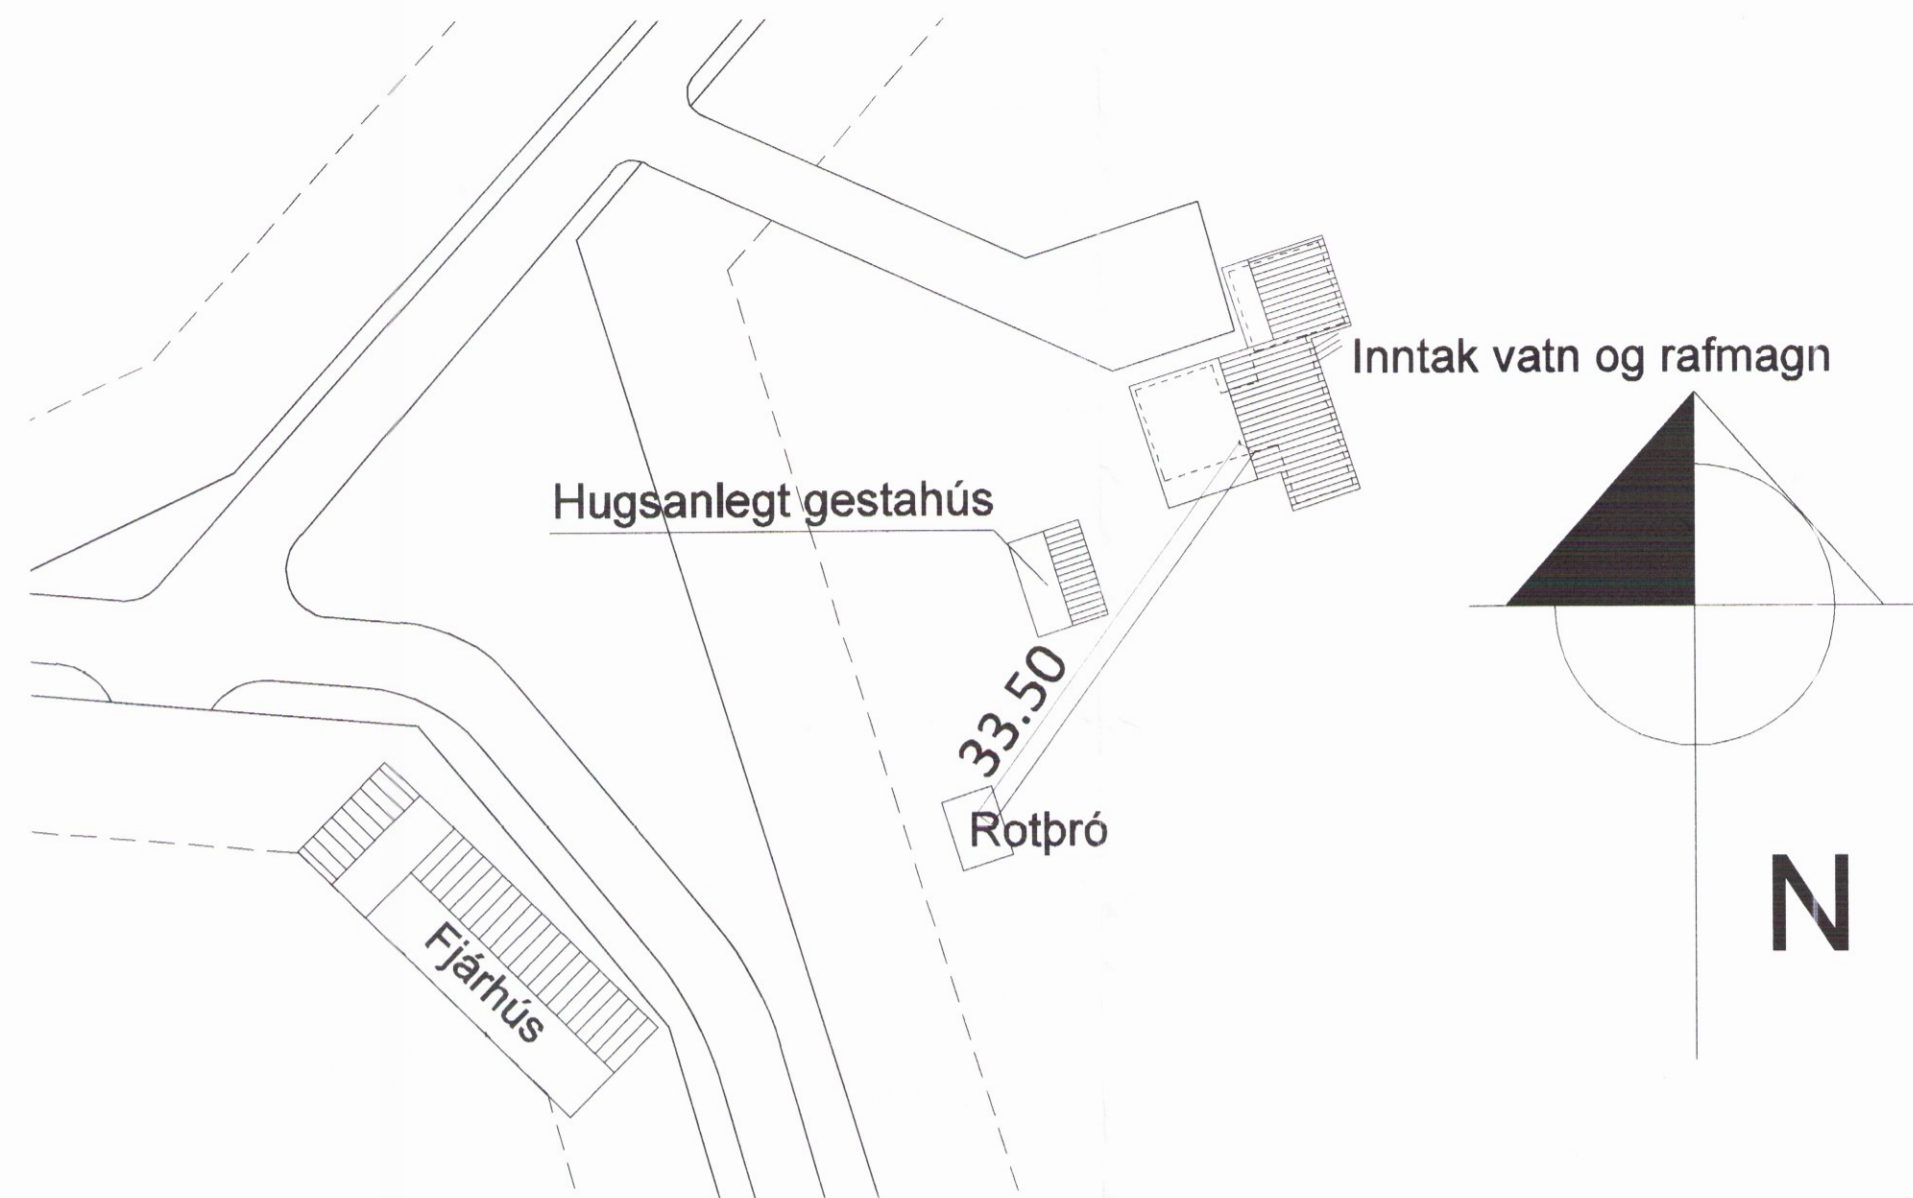 Inntak vatn og rafmagn
Hugsanlegt gestahús
33.50
Rotþró
Fjárhús
N